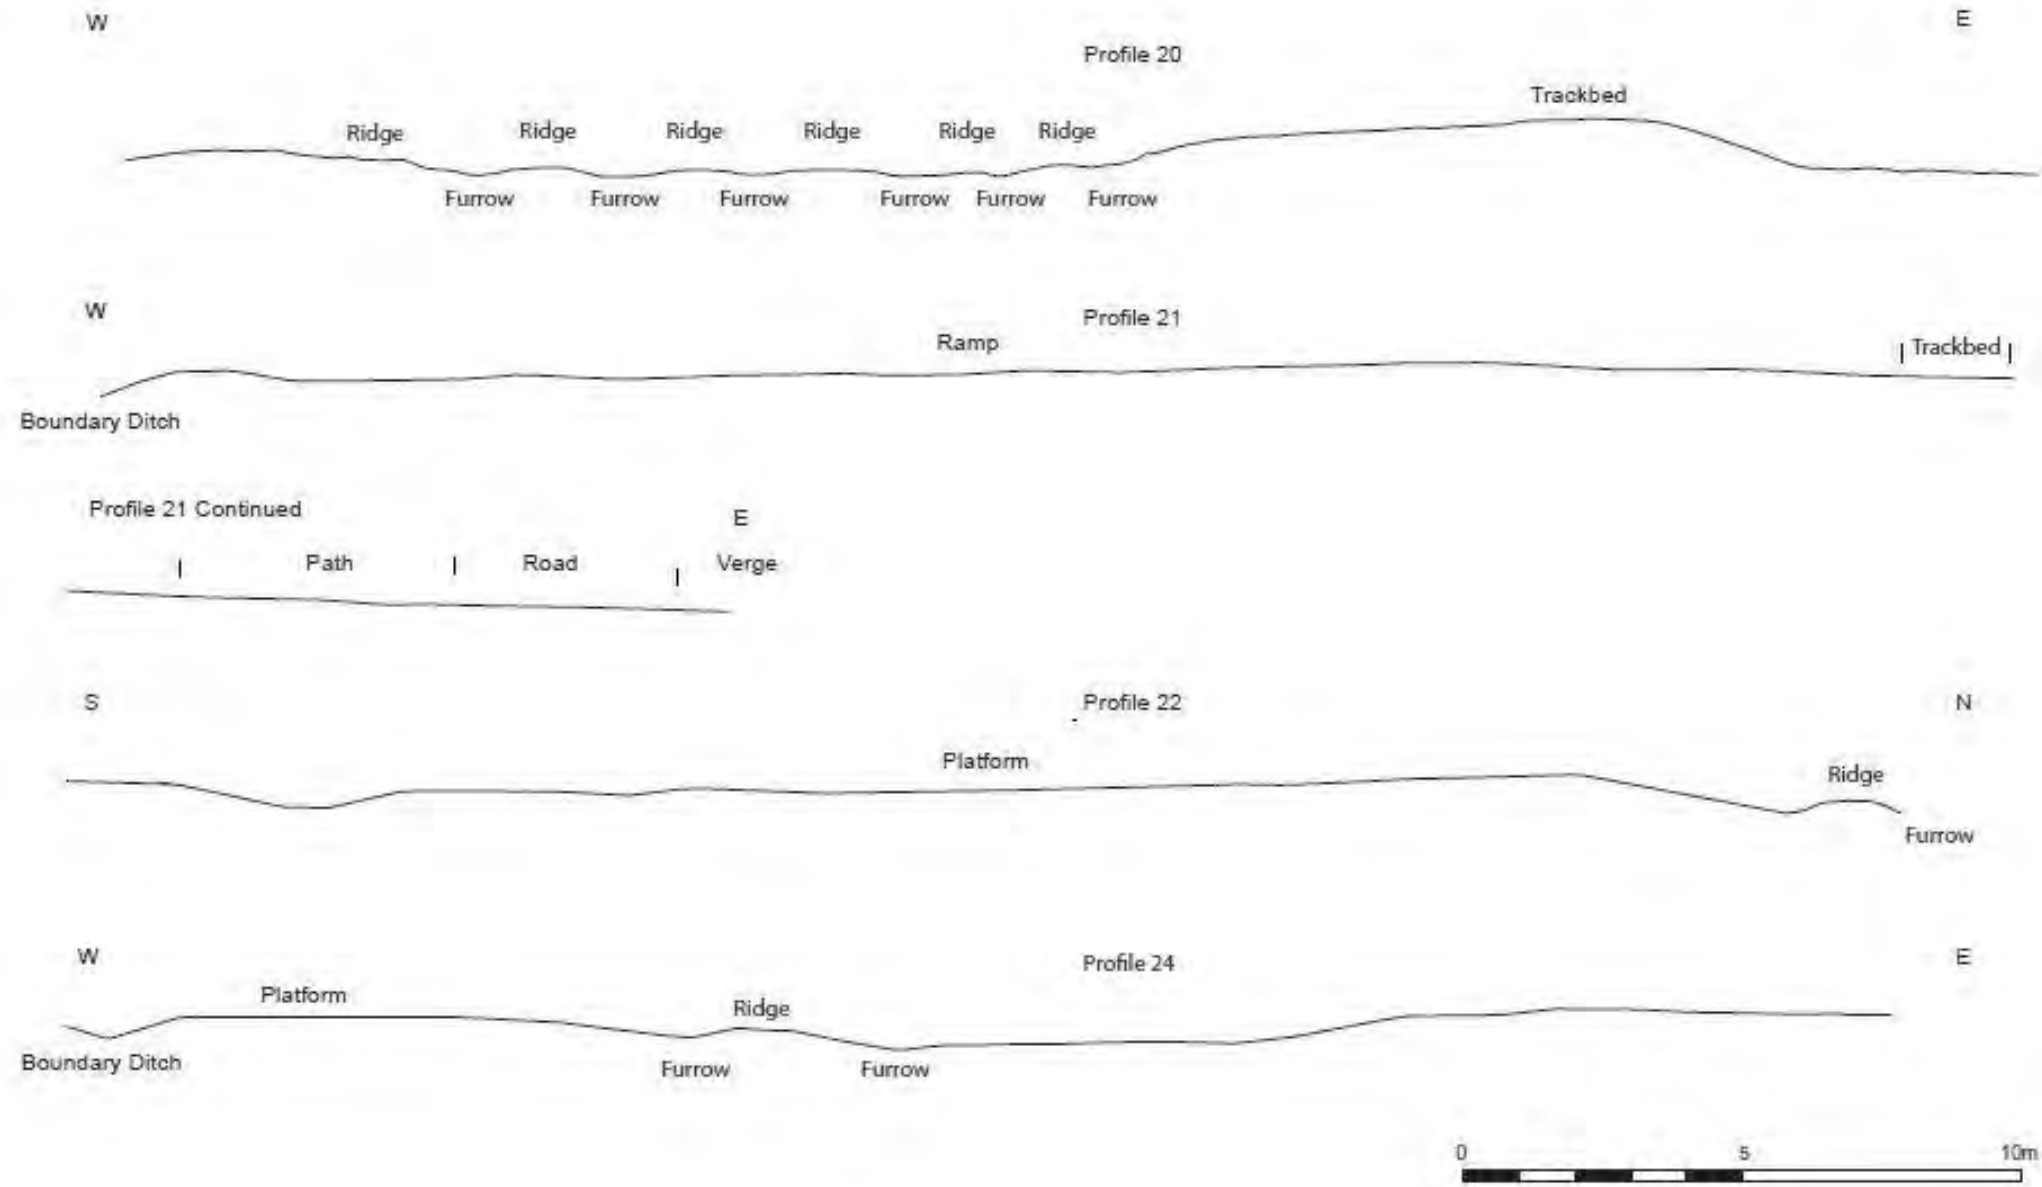 W E
Profile 20
Trackbed
Ridge Ridge Ridge Ridge Ridge Ridge
Furrow Furrow Furrow Furrow Furrow Furrow
W
Profile 21
Ramp Trackbed
Boundary Ditch
Profile 21 Continued
E
Path Road Verge
S Profile 22 N
Platform
Ridge
Furrow
W Profile 24 E
Platform
Ridge
Boundary Ditch Furrow Furrow
0 5 10m